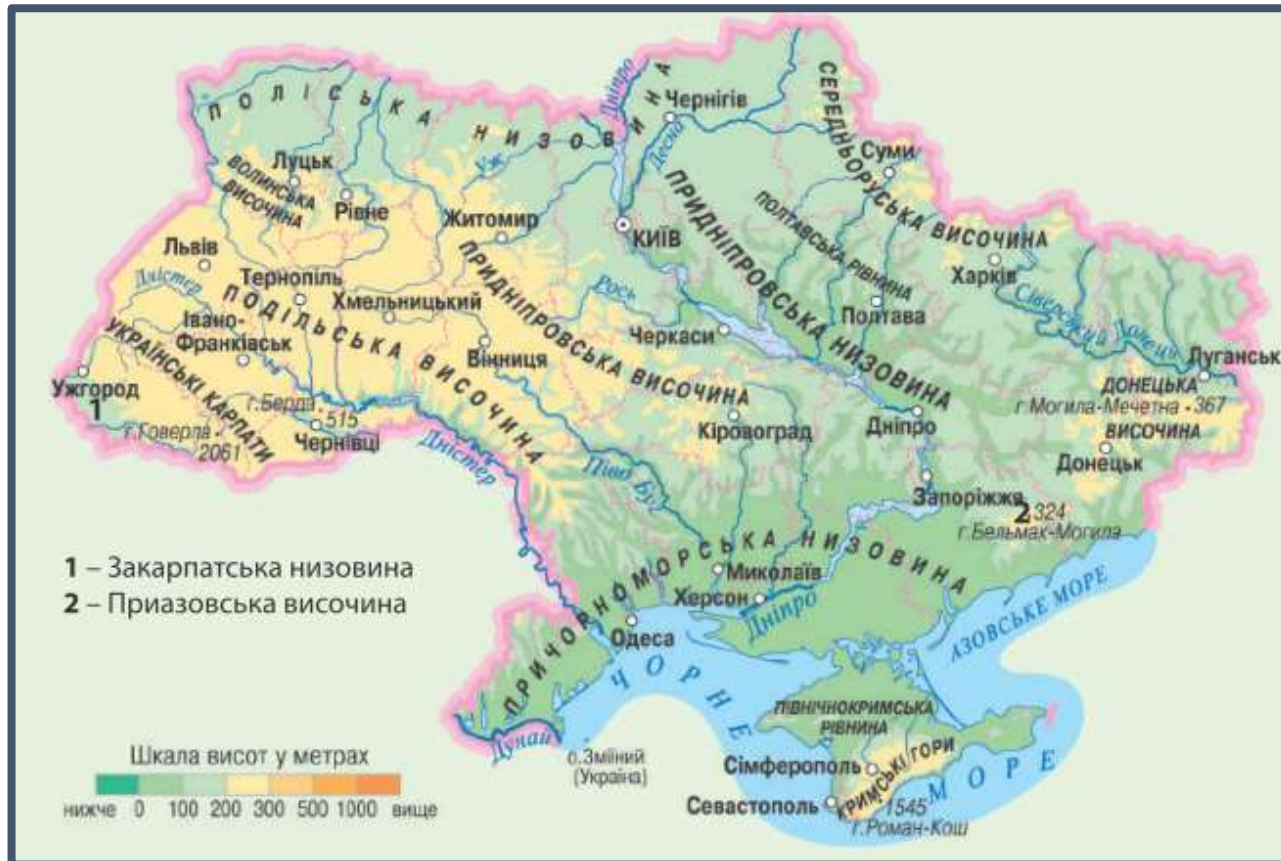 ПОЛІСЬКА НИЗОВИНА
Дніпро
Чернігів
Десна
СЕРЕДНЬОРУСЬКА ВИСОЧИНА
Суми
Луцьк
ВОЛИНСЬКА
ВИСОЧИНА
Рівне
Уж
Житомир
КИЇВ
ПРИДНІПРОВСЬКА НИЗОВИНА
ПОЛТАВСЬКА РІВНИНА
Харків
Львів
Дністер
Тернопіль
Хмельницький
ПРИДНІПРОВСЬКА ВИСОЧИНА
Рось
Черкаси
Полтава
Сіверський Донець
Луганськ
УКРАЇНСЬКІ КАРПАТИ
Івано-
Франківськ
ПОДІЛЬСЬКА ВИСОЧИНА
Вінниця
Ужгород
1
г.Берда
515
г.Говерла
2061
Чернівці
Дністер
Півд Буг
Кіровоград
Дніпро
ДОНЕЦЬКА
г.Могила-Мечетна 367
ВИСОЧИНА
Донецьк
Запоріжжя
2 324
г.Бельмак-Могила
1 – Закарпатська низовина
2 – Приазовська височина
ПРИЧОРНОМОРСЬКА НИЗОВИНА
Миколаїв
Херсон
Дніпро
Одеса
АЗОВСЬКЕ МОРЕ
ЧОРНЕ МОРЕ
ПІВНІЧНОКРИМСЬКА
РІВНИНА
Дунай
о.Зміїний
(Україна)
Сімферополь
КРИМСЬКІ ГОРИ
Севастополь
1545
г.Роман-Кош
Шкала висот у метрах
нижче 0 100 200 300 500 1000 вище